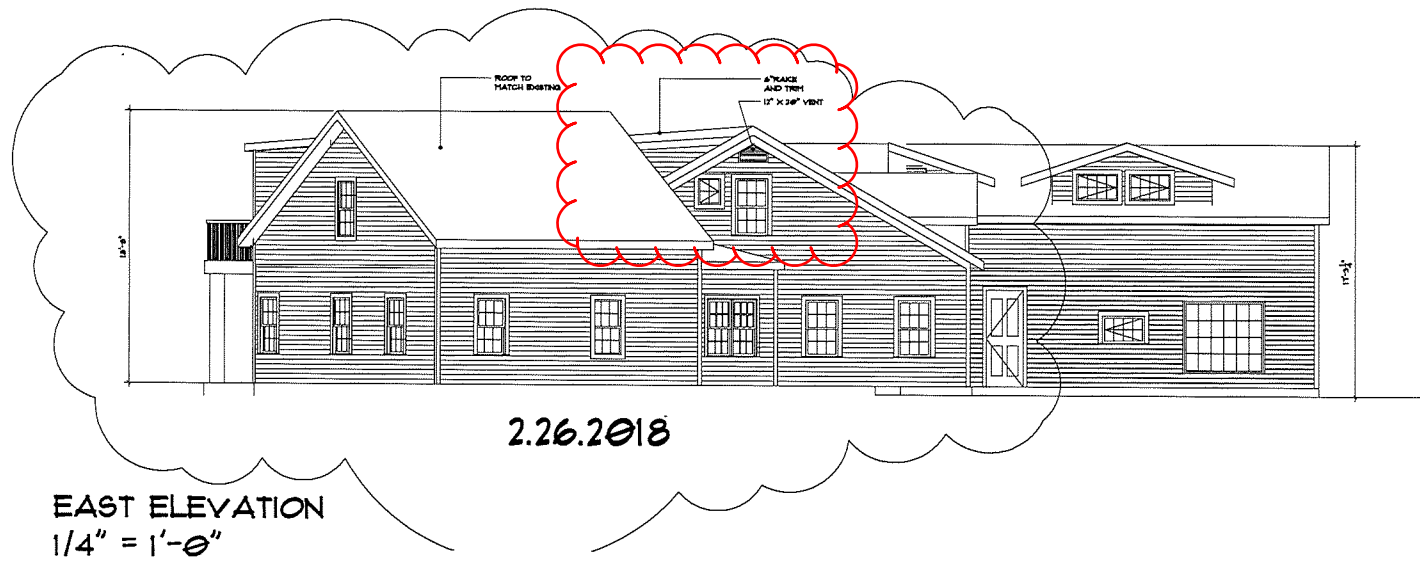 ROOF TO
MATCH EXISTING
6" RAKE
AND TRIM
12" X 20" VENT
2.26.2018
EAST ELEVATION
1/4" = 1'-0"